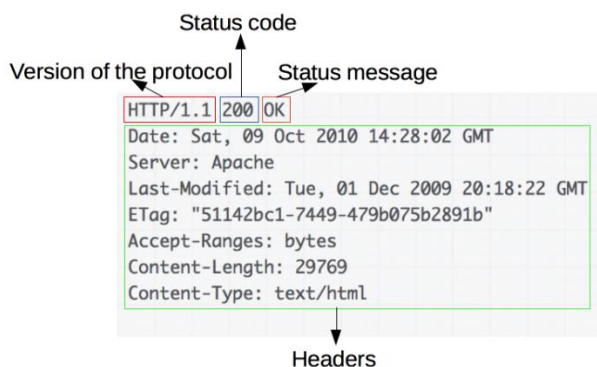 Status code
Version of the protocol Status message
HTTP/1.1 200 OK
Date: Sat, 09 Oct 2010 14:28:02 GMT
Server: Apache
Last-Modified: Tue, 01 Dec 2009 20:18:22 GMT
ETag: "51142bc1-7449-479b075b2891b"
Accept-Ranges: bytes
Content-Length: 29769
Content-Type: text/html
Headers